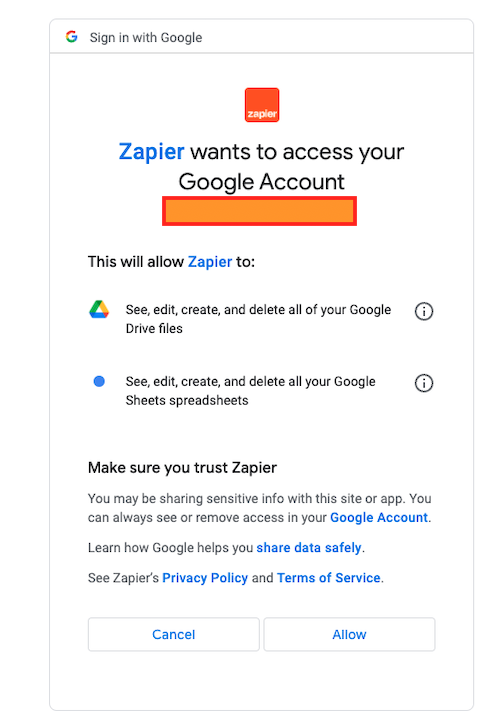 Sign in with Google
zapier
Zapier wants to access your
Google Account
This will allow Zapier to:
See, edit, create, and delete all of your Google
Drive files
See, edit, create, and delete all your Google
Sheets spreadsheets
Make sure you trust Zapier
You may be sharing sensitive info with this site or app. You
can always see or remove access in your Google Account.
Learn how Google helps you share data safely.
See Zapier's Privacy Policy and Terms of Service.
Cancel
Allow